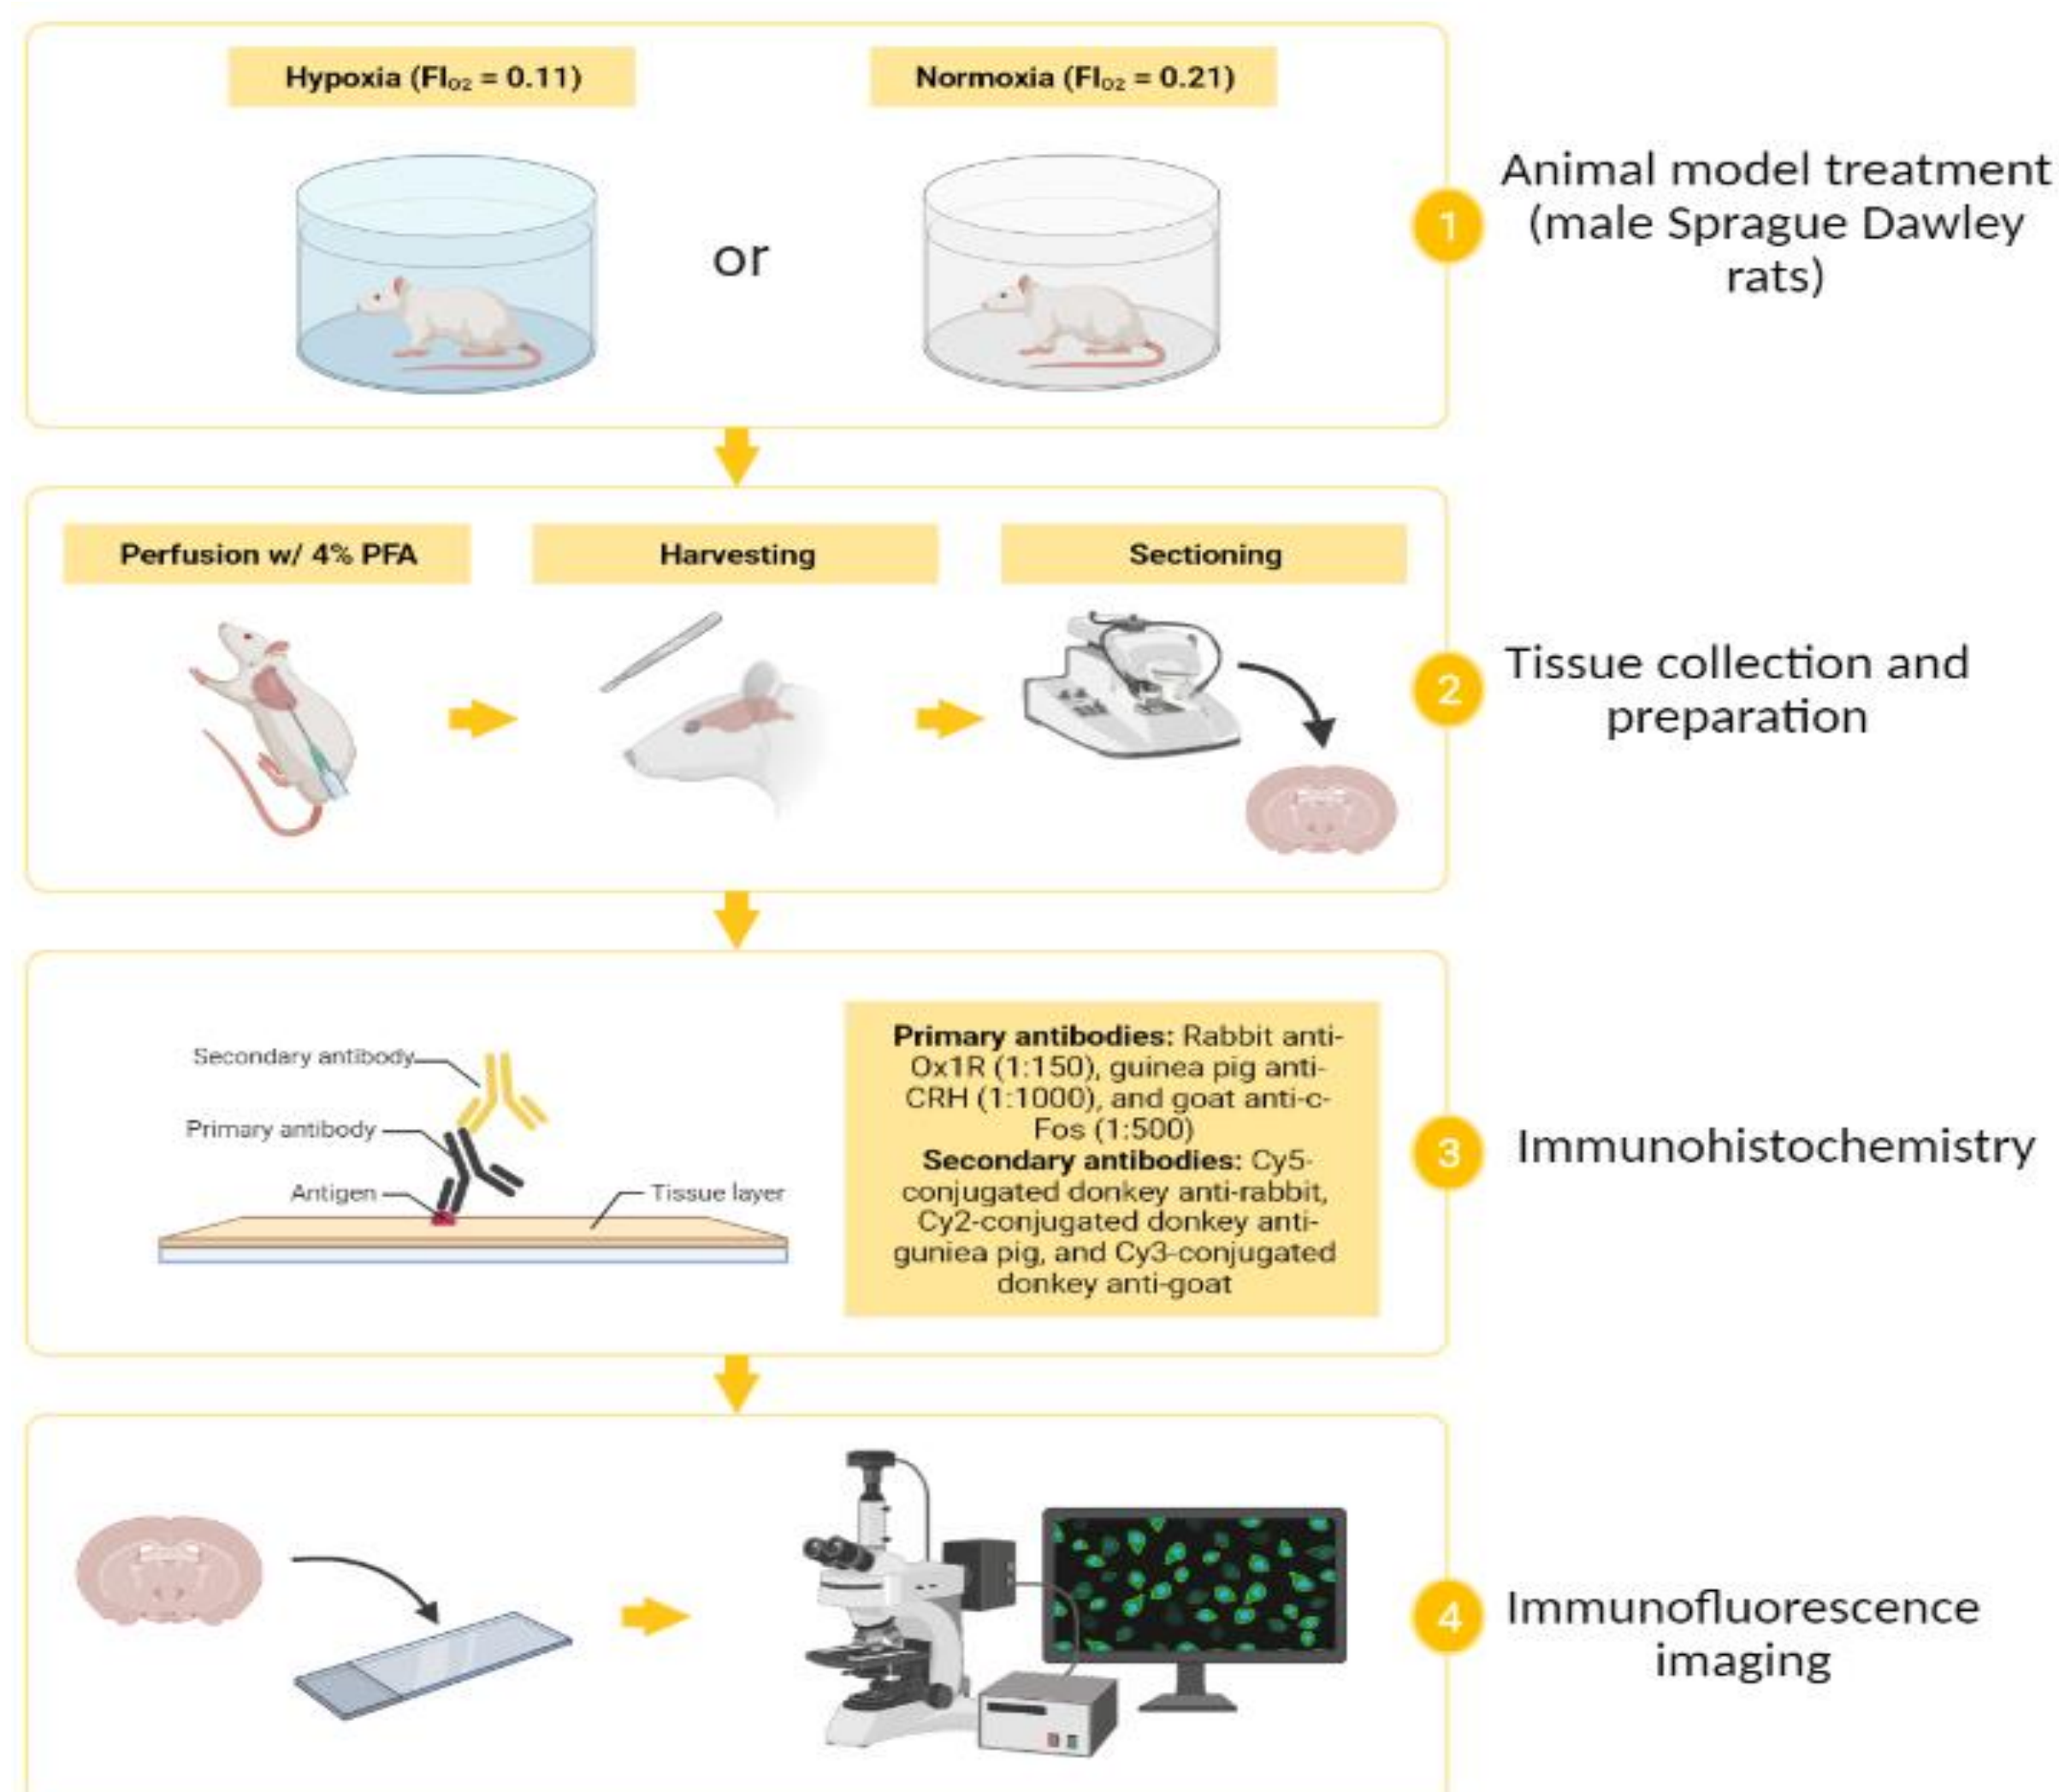 Hypoxia (FI₀₂ = 0.11)
Normoxia (FI₀₂ = 0.21)
or
1
Animal model treatment
(male Sprague Dawley
rats)
Perfusion w/ 4% PFA
Harvesting
Sectioning
2
Tissue collection and
preparation
Secondary antibody
Primary antibody
Antigen
Tissue layer
Primary antibodies: Rabbit anti-
Ox1R (1:150), guinea pig anti-
CRH (1:1000), and goat anti-c-
Fos (1:500)
Secondary antibodies: Cy5-
conjugated donkey anti-rabbit,
Cy2-conjugated donkey anti-
guniea pig, and Cy3-conjugated
donkey anti-goat
3
Immunohistochemistry
4
Immunofluorescence
imaging